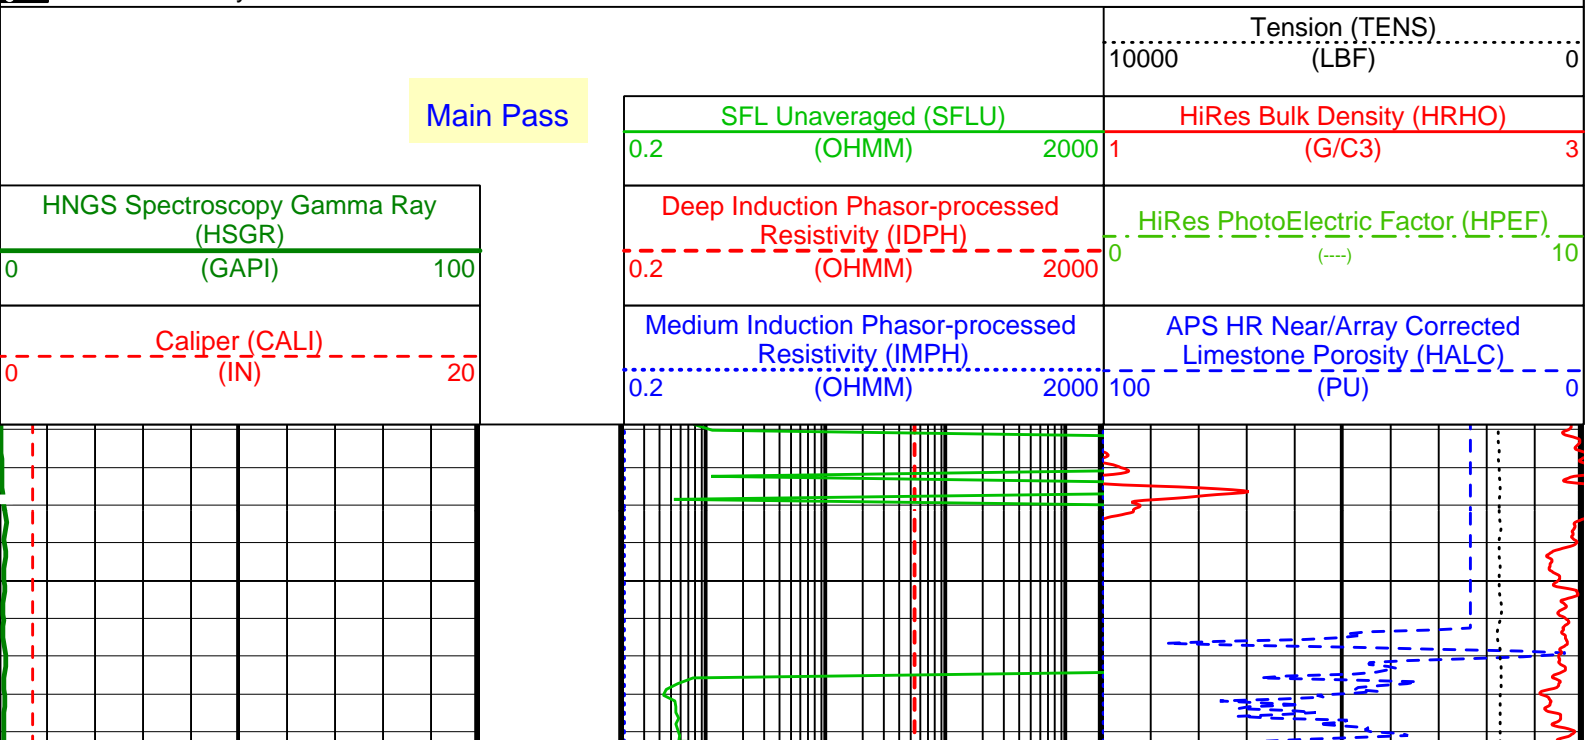 Tension (TENS)
10000 (LBF) 0
Main Pass
SFL Unaveraged (SFLU)
0.2 (OHMM) 2000
HiRes Bulk Density (HRHO)
1 (G/C3) 3
HNGS Spectroscopy Gamma Ray
(HSGR)
0 (GAPI) 100
Deep Induction Phasor-processed
Resistivity (IDPH)
0.2 (OHMM) 2000
HiRes PhotoElectric Factor (HPEF)
0 (----) 10
Caliper (CALI)
0 (IN) 20
Medium Induction Phasor-processed
Resistivity (IMPH)
0.2 (OHMM) 2000
APS HR Near/Array Corrected
Limestone Porosity (HALC)
100 (PU) 0